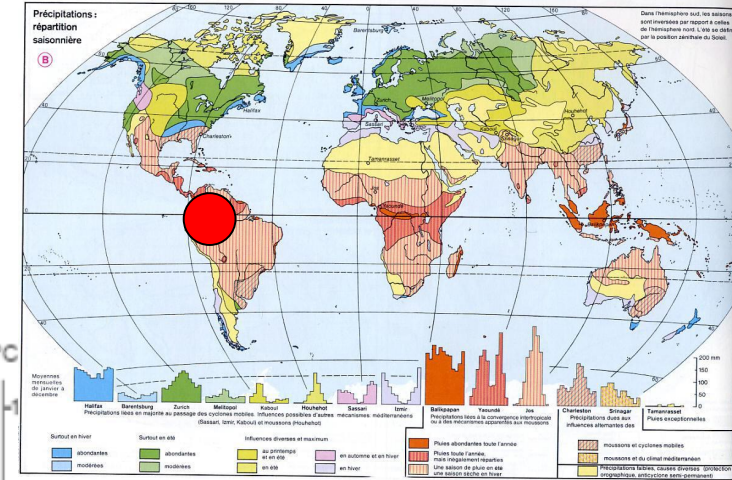 Précipitations :
répartition
saisonnière
B
Dans l'hémisphère sud, les saisons
sont inversées par rapport à celles
de l'hémisphère nord. L'été se
par la position zénithale du Soleil.
Barentsburg
Halifax
Zurich
Melitopol
Houhehot
Charleston
Sassari
Izmir
Kaboul
Srinagar
Tamanrasset
Yaoundé
0
°C
Moyennes
mensuelles
de janvier à
décembre
200 mm
150
100
50
0
Halifax
Barentsburg
Zurich
Melitopol
Kaboul
Houhehot
Sassari
Izmir
Balikpapan
Yaoundé
Jos
Charleston
Srinagar
Tamanrasset
Précipitations liées en majorité au passage des cyclones mobiles. Influences possibles d'autres mécanismes: méditerranéens
(Sassari, Izmir, Kaboul) et moussons (Houhehot)
Précipitations liées à la convergence intertropicale
ou à des mécanismes apparentés aux moussons
Précipitations dues aux
influences alternantes des
Pluies exceptionnelles
Surtout en hiver
abondantes
modérées
Surtout en été
abondantes
modérées
Influences diverses et maximum
au printemps
et en été
en été
en automne et en hiver
en hiver
Pluies abondantes toute l'année
Pluies toute l'année,
mais inégalement réparties
Une saison de pluie en été
une saison sèche en hiver
moussons et cyclones mobiles
moussons et du climat méditerranéen
Précipitations faibles, causes diverses (protection
orographique, anticyclone semi-permanent)